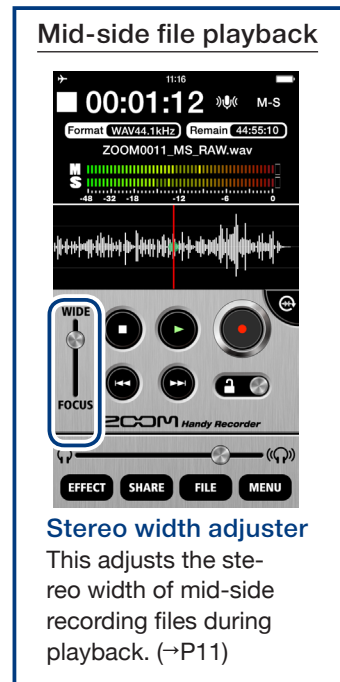 Mid-side file playback
11:16
00:01:12 M-S
Format WAV44.1kHz Remain 44:55:10
ZOOM0011_MS_RAW.wav
M
S
-48 -32 -18 -12 -6 0
WIDE
FOCUS
ZOOM Handy Recorder
EFFECT SHARE FILE MENU
Stereo width adjuster
This adjusts the ste-
reo width of mid-side
recording files during
playback. (→P11)